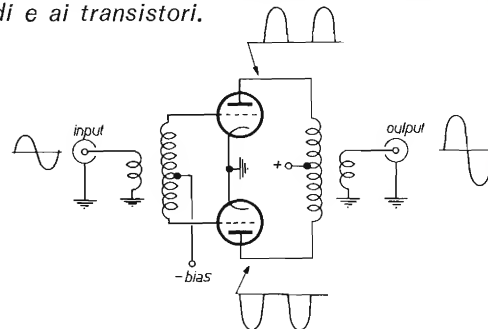 di e ai transistori.
input
output
+
-bias